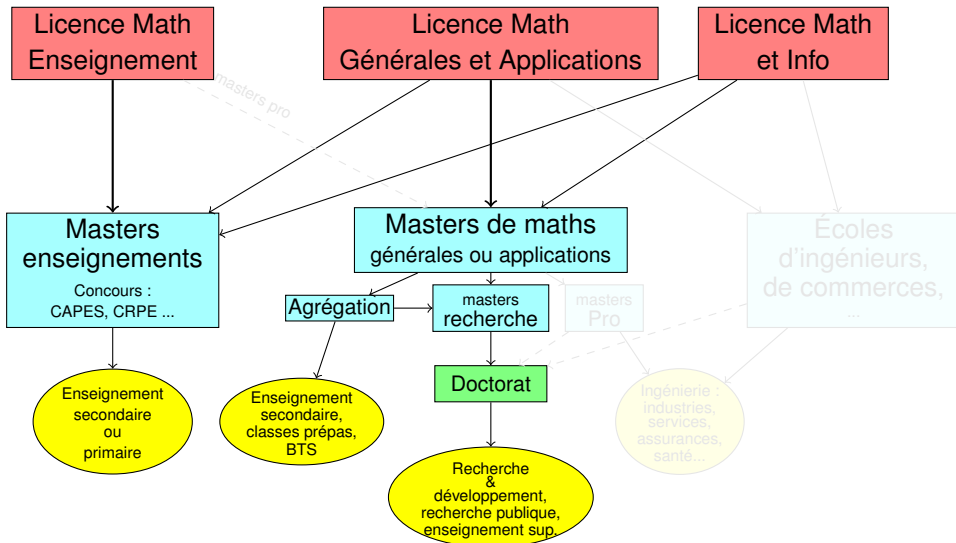 Licence Math
Enseignement
Licence Math
Générales et Applications
Licence Math
et Info
masters pro
Masters
enseignements
Concours :
CAPES, CRPE ...
Masters de maths
générales ou applications
École
d'ingénieurs,
de commerces,
...
Agrégation
masters
recherche
masters
Pro
Doctorat
Enseignement
secondaire
ou
primaire
Enseignement
secondaire,
classes prépas,
BTS
Ingénierie :
industries,
services,
assurances,
santé...
Recherche
&
développement,
recherche publique,
enseignement sup.